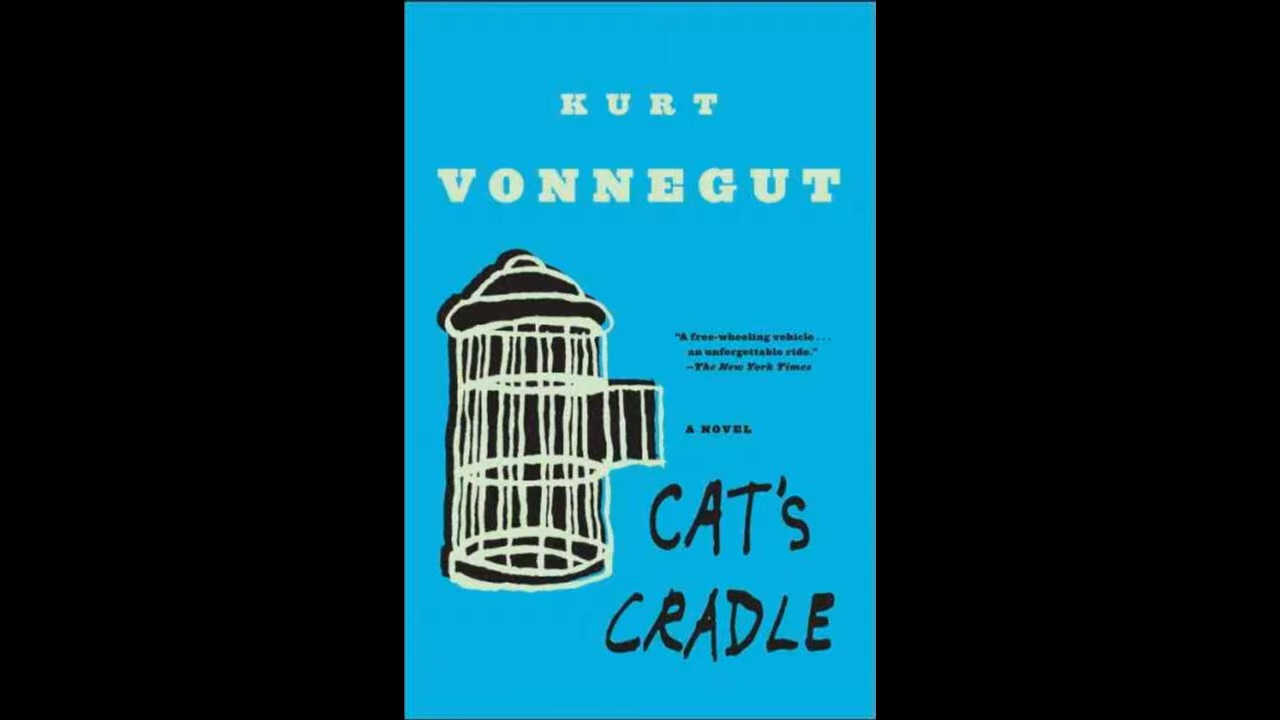 KURT
VONNEGUT
"A free-wheeling vehicle . . .
an unforgettable ride."
—The New York Times
A NOVEL
CAT'S
CRADLE